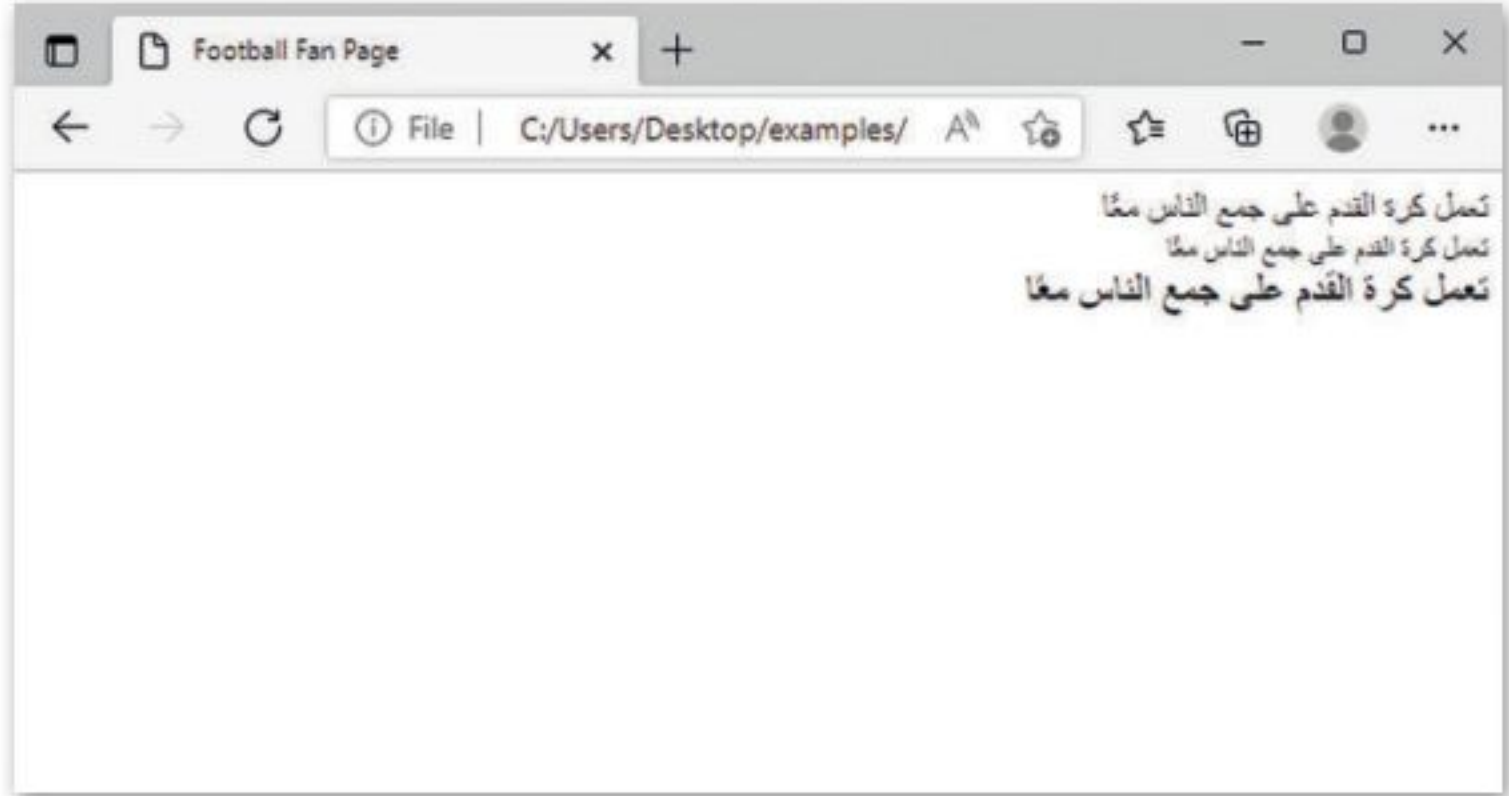 Football Fan Page
File | C:/Users/Desktop/examples/
تعمل كرة القدم على جمع الناس معًا
تعمل كرة القدم على جمع الناس معًا
تعمل كرة القدم على جمع الناس معًا